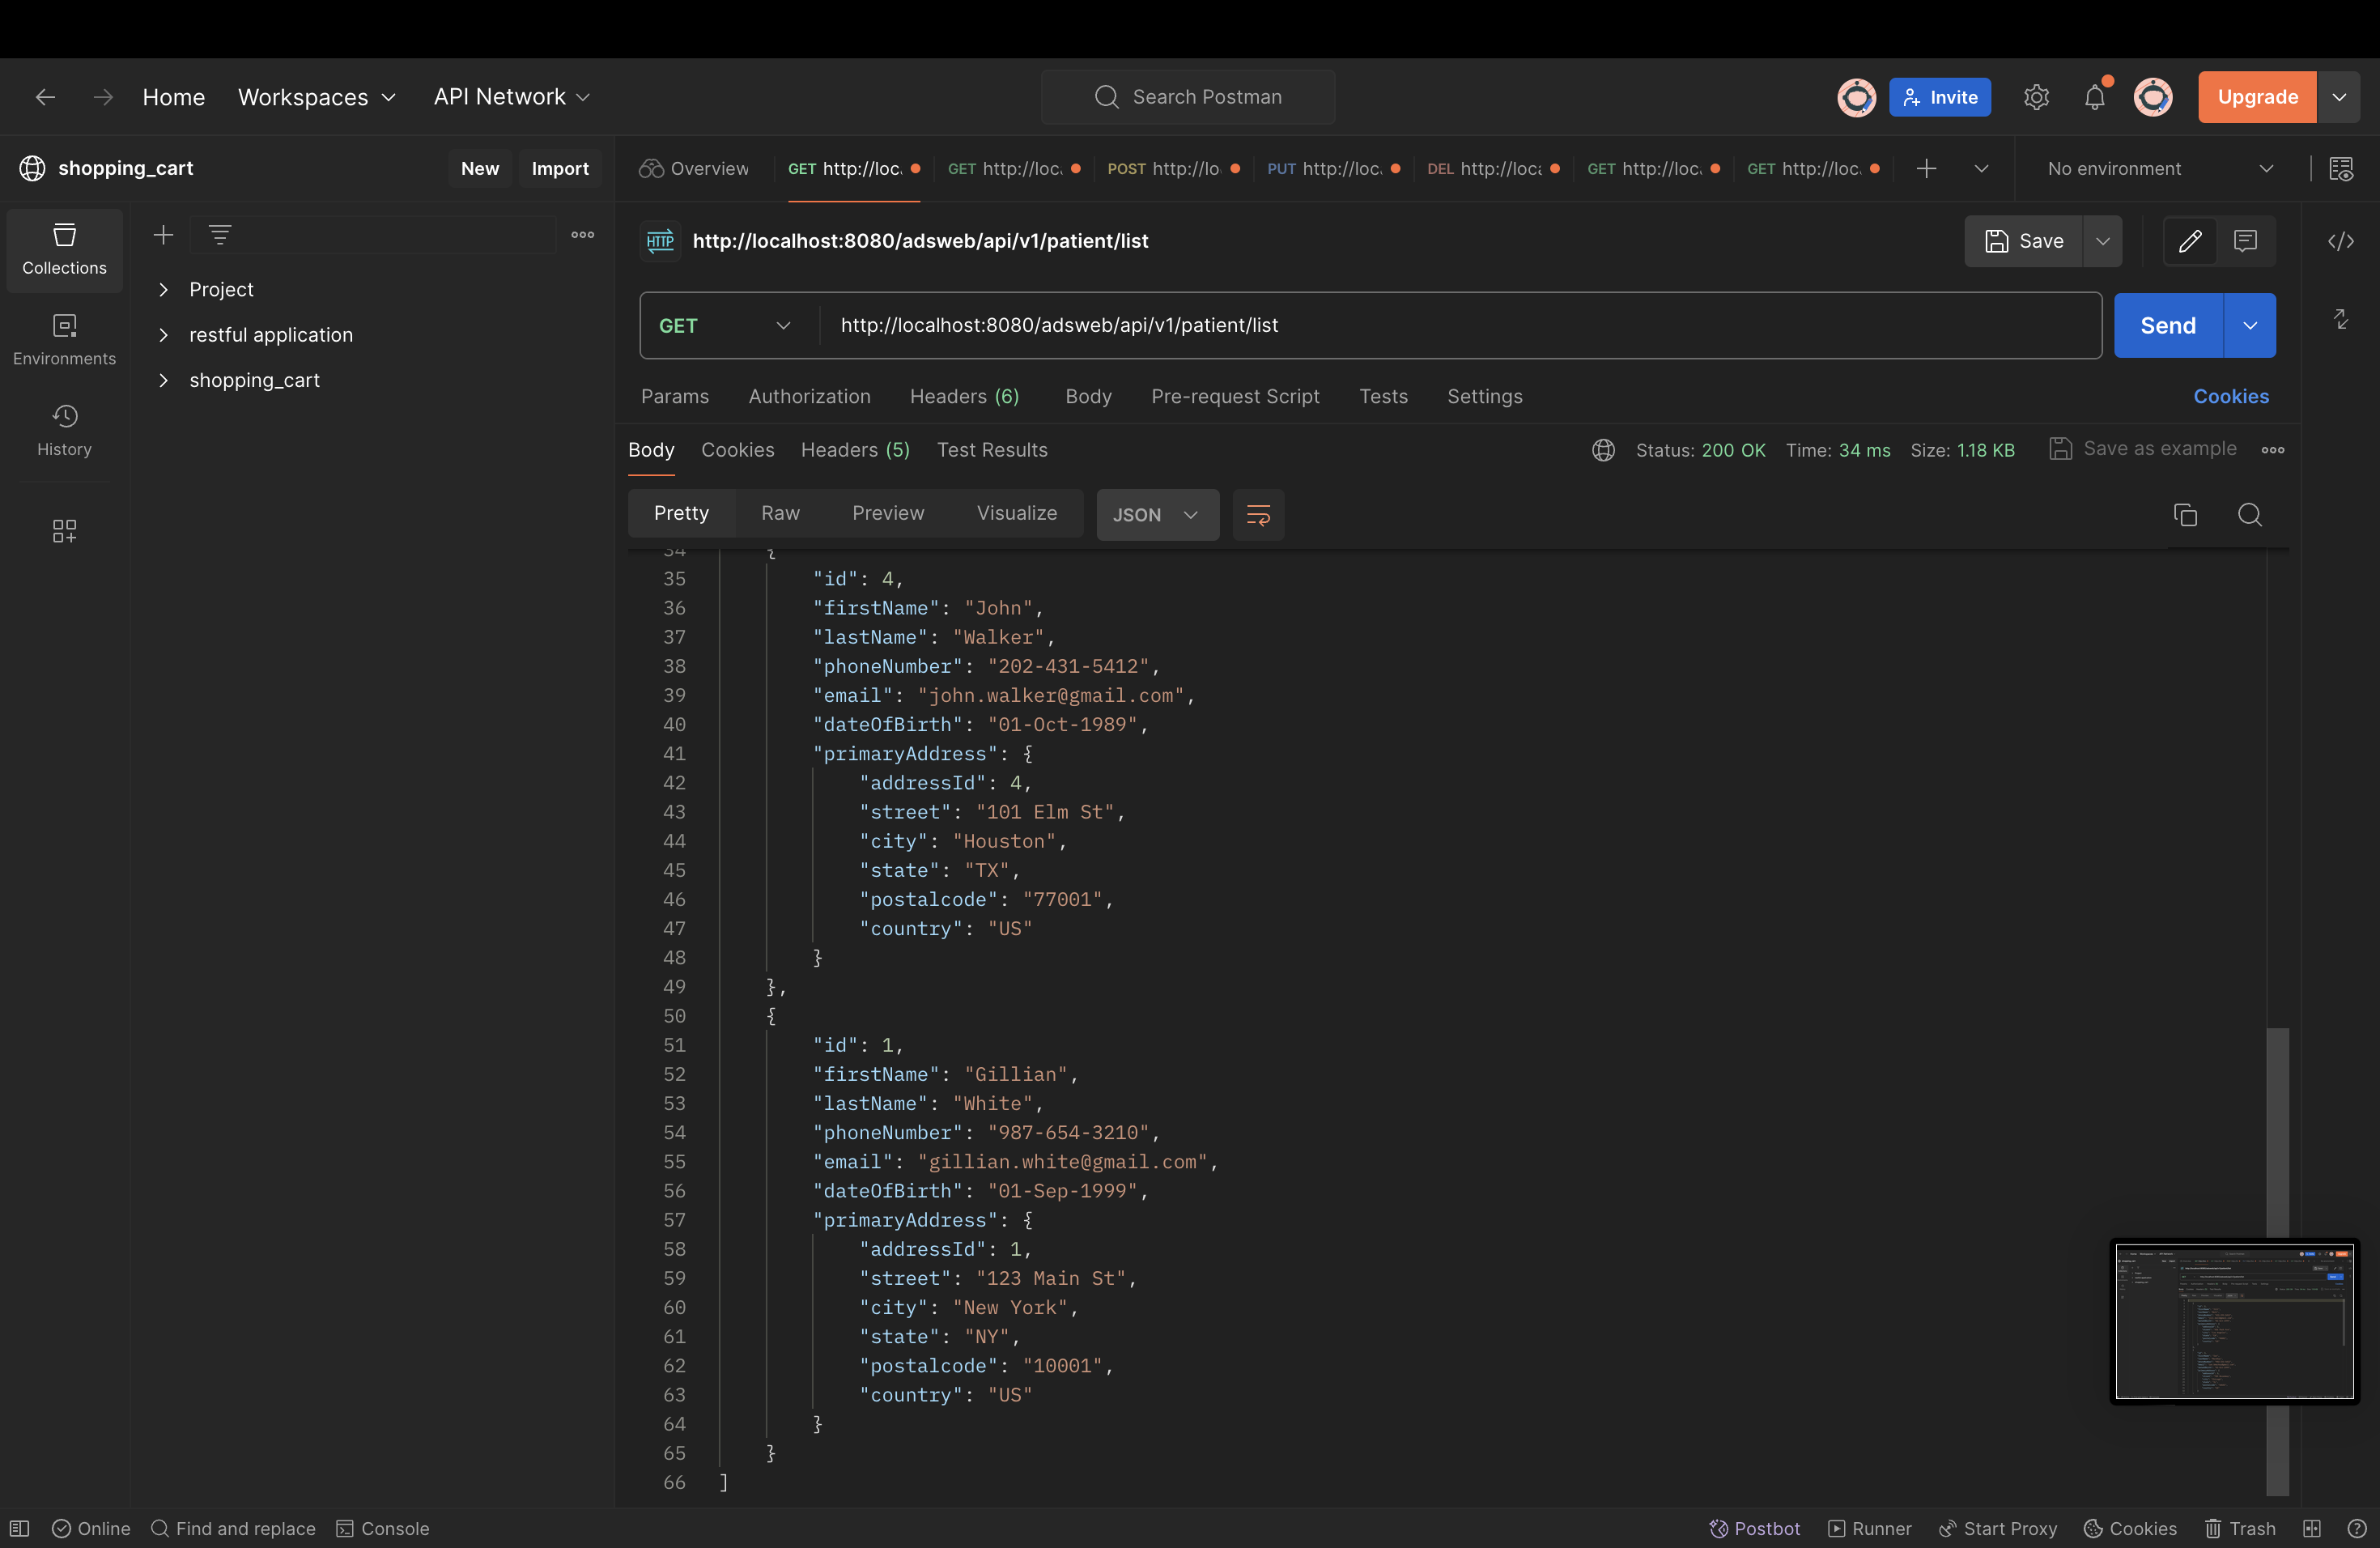 Home Workspaces API Network Search Postman Invite Upgrade
shopping_cart New Import Overview GET http://loc. GET http://loc. POST http://lo PUT http://loc. DEL http://loc GET http://loc. GET http://loc. No environment
HTTP http://localhost:8080/adsweb/api/v1/patient/list Save
Collections
Environments
History
Project
restful application
shopping_cart
GET http://localhost:8080/adsweb/api/v1/patient/list Send
Params Authorization Headers (6) Body Pre-request Script Tests Settings Cookies
Body Cookies Headers (5) Test Results Status: 200 OK Time: 34 ms Size: 1.18 KB Save as example
Pretty Raw Preview Visualize JSON
34 {
35 "id": 4,
36 "firstName": "John",
37 "lastName": "Walker",
38 "phoneNumber": "202-431-5412",
39 "email": "john.walker@gmail.com",
40 "dateOfBirth": "01-Oct-1989",
41 "primaryAddress": {
42 "addressId": 4,
43 "street": "101 Elm St",
44 "city": "Houston",
45 "state": "TX",
46 "postalcode": "77001",
47 "country": "US"
48 }
49 },
50 {
51 "id": 1,
52 "firstName": "Gillian",
53 "lastName": "White",
54 "phoneNumber": "987-654-3210",
55 "email": "gillian.white@gmail.com",
56 "dateOfBirth": "01-Sep-1999",
57 "primaryAddress": {
58 "addressId": 1,
59 "street": "123 Main St",
60 "city": "New York",
61 "state": "NY",
62 "postalcode": "10001",
63 "country": "US"
64 }
65 }
66 ]
Online Find and replace Console Postbot Runner Start Proxy Cookies Trash